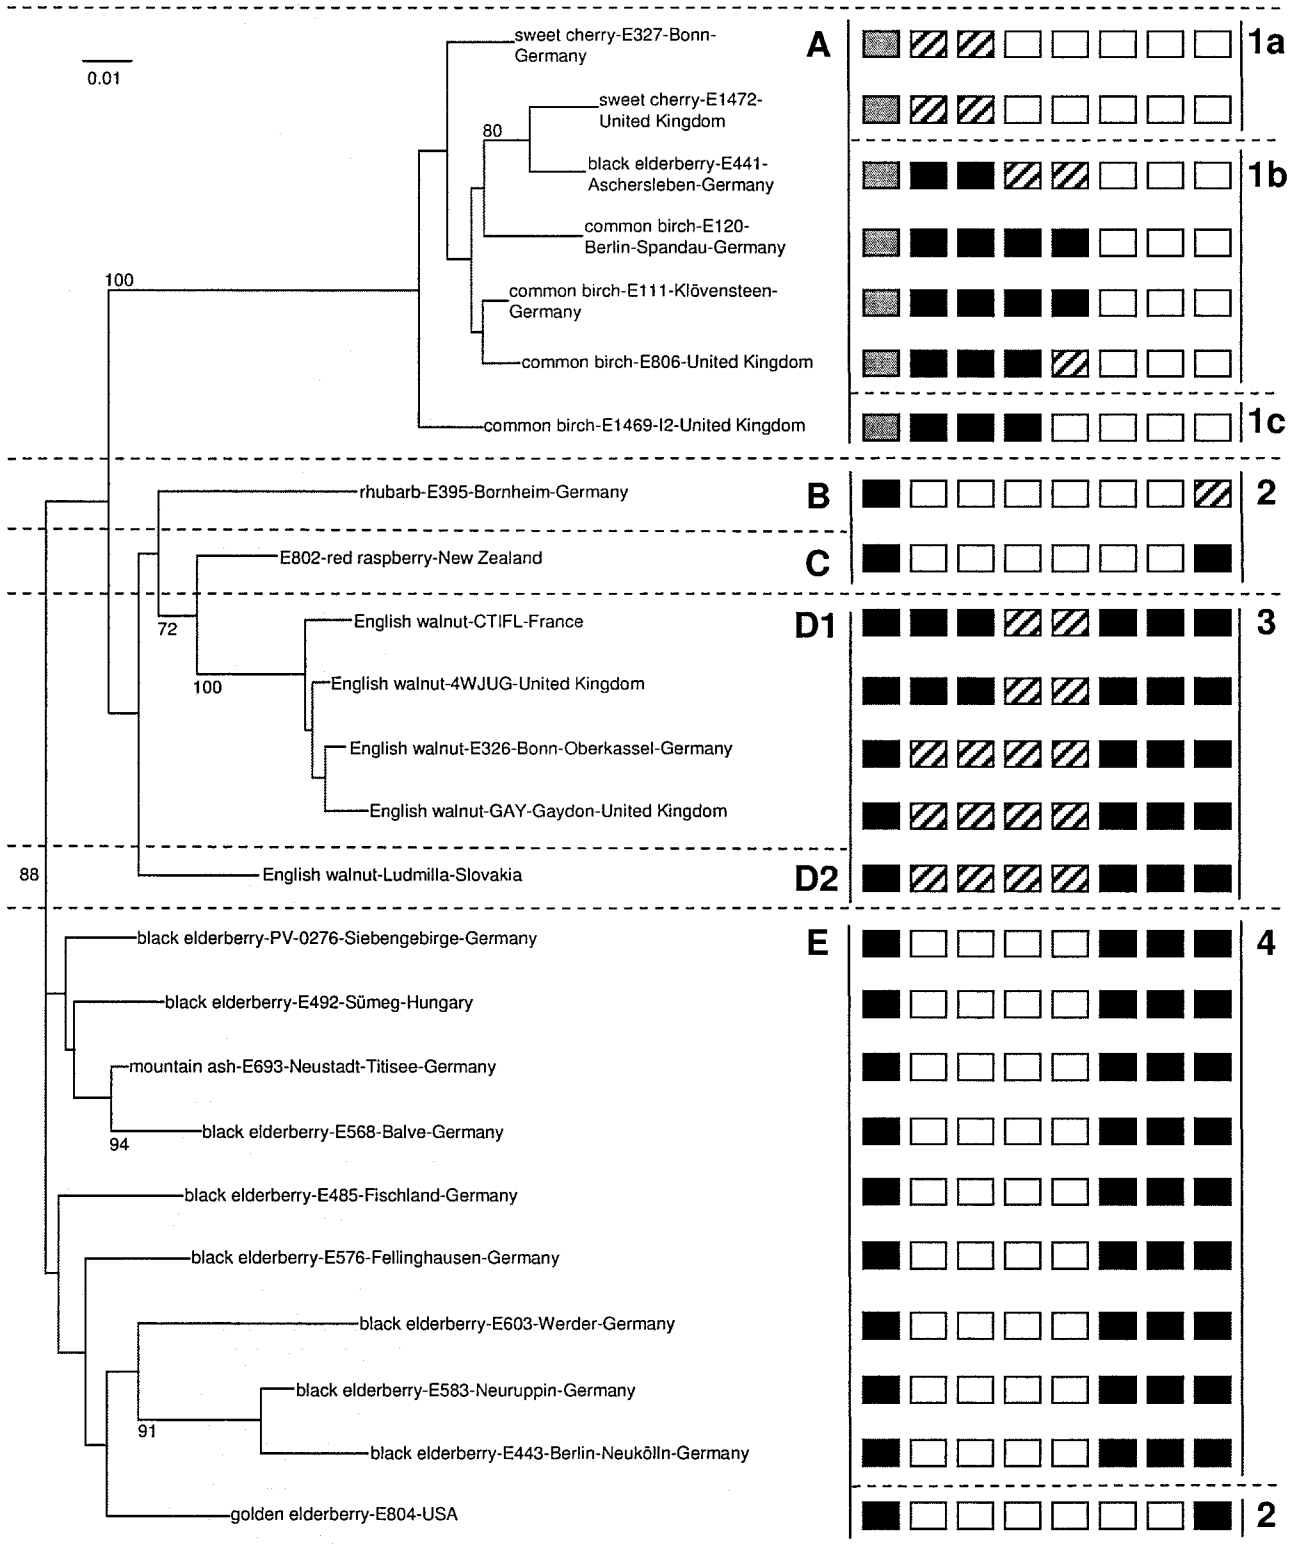 sweet cherry-E327-Bonn-
Germany
A
1a
0.01
sweet cherry-E1472-
United Kingdom
80
black elderberry-E441-
Aschersleben-Germany
1b
common birch-E120-
Berlin-Spandau-Germany
100
common birch-E111-Klövensteen-
Germany
common birch-E806-United Kingdom
common birch-E1469-I2-United Kingdom
1c
rhubarb-E395-Bornheim-Germany
B
2
E802-red raspberry-New Zealand
C
72
English walnut-CTIFL-France
D1
3
100
English walnut-4WJUG-United Kingdom
English walnut-E326-Bonn-Oberkassel-Germany
English walnut-GAY-Gaydon-United Kingdom
88
English walnut-Ludmilla-Slovakia
D2
black elderberry-PV-0276-Siebengebirge-Germany
E
4
black elderberry-E492-Sümeg-Hungary
mountain ash-E693-Neustadt-Titisee-Germany
black elderberry-E568-Balve-Germany
94
black elderberry-E485-Fischland-Germany
black elderberry-E576-Fellinghausen-Germany
black elderberry-E603-Werder-Germany
black elderberry-E583-Neuruppin-Germany
91
black elderberry-E443-Berlin-Neukölln-Germany
golden elderberry-E804-USA
2